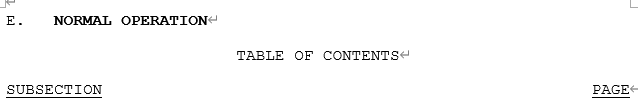 E. NORMAL OPERATION
TABLE OF CONTENTS
SUBSECTION PAGE